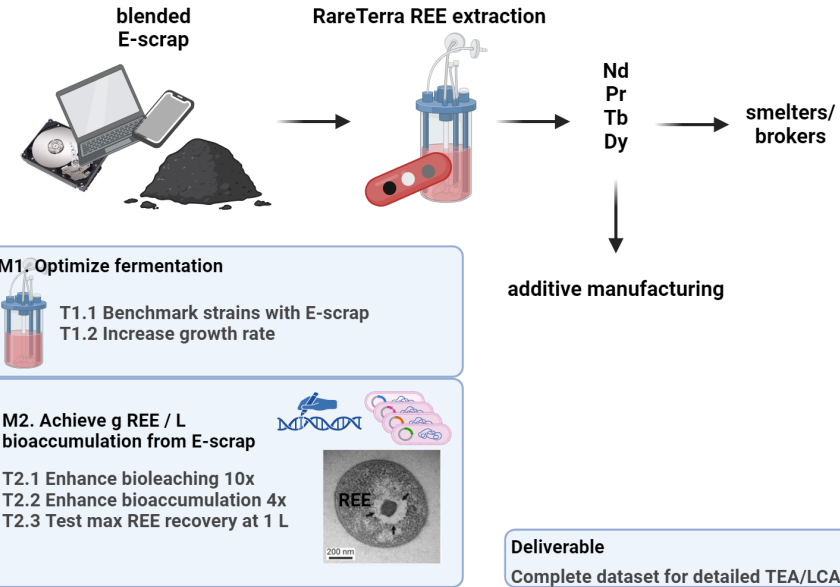 blended
E-scrap
RareTerra REE extraction
Nd
Pr
Tb
Dy
smelters/
brokers
additive manufacturing
M1. Optimize fermentation
T1.1 Benchmark strains with E-scrap
T1.2 Increase growth rate
M2. Achieve g REE / L
bioaccumulation from E-scrap
T2.1 Enhance bioleaching 10x
T2.2 Enhance bioaccumulation 4x
T2.3 Test max REE recovery at 1 L
REE
200 nm
Deliverable
Complete dataset for detailed TEA/LCA